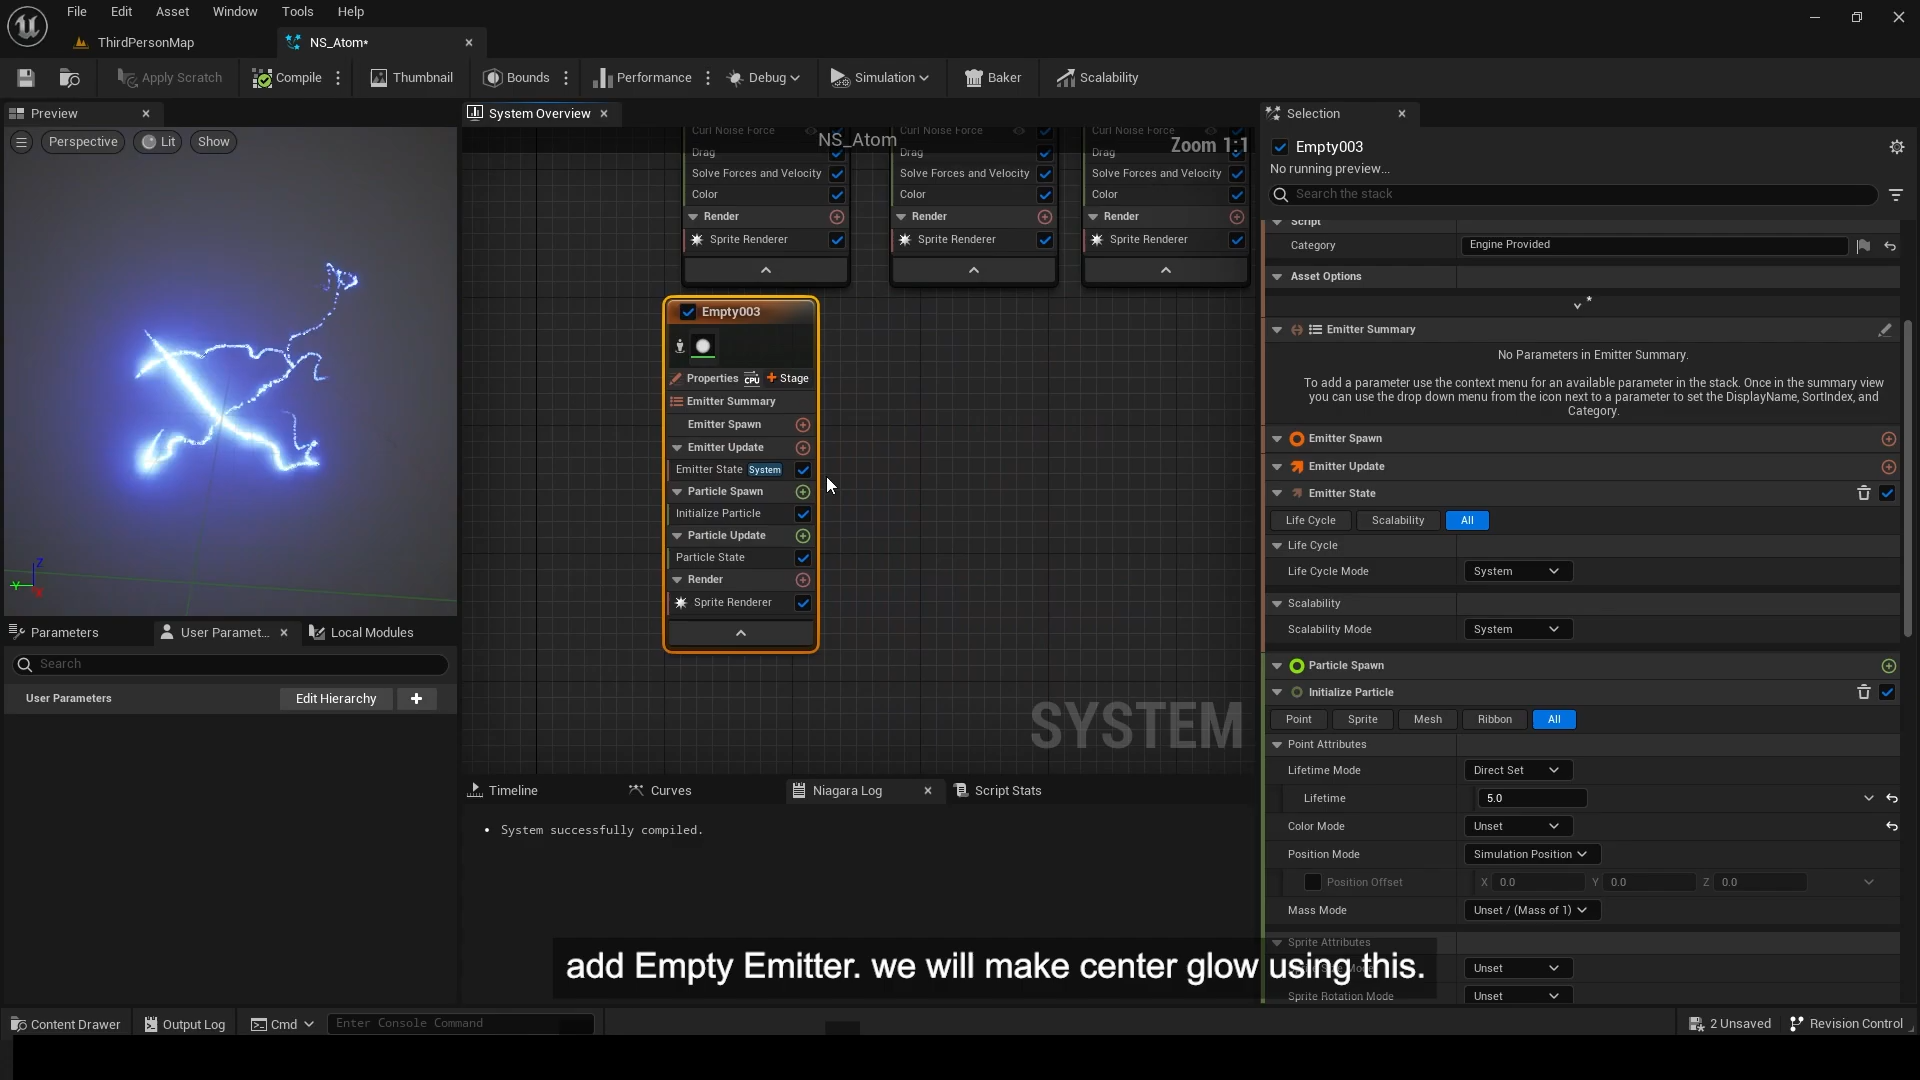 File Edit Asset Window Tools Help
ThirdPersonMap NS_Atom*
Apply Scratch Compile Thumbnail Bounds Performance Debug Simulation Baker Scalability
Preview
Perspective Lit Show
Z
Y
Parameters User Paramet... Local Modules
Search
User Parameters Edit Hierarchy
System Overview
NS_Atom
Zoom 1:1
Curl Noise Force Curl Noise Force Curl Noise Force
Drag Drag Drag
Solve Forces and Velocity Solve Forces and Velocity Solve Forces and Velocity
Color Color Color
Render Render Render
Sprite Renderer Sprite Renderer Sprite Renderer
Empty003
Properties CPU Stage
Emitter Summary
Emitter Spawn
Emitter Update
Emitter State System
Particle Spawn
Initialize Particle
Particle Update
Particle State
Render
Sprite Renderer
SYSTEM
Timeline Curves Niagara Log Script Stats
System successfully compiled.
Selection
Empty003
No running preview...
Search the stack
Script
Category Engine Provided
Asset Options
Emitter Summary
No Parameters in Emitter Summary.
To add a parameter use the context menu for an available parameter in the stack. Once in the summary view
you can use the drop down menu from the icon next to a parameter to set the DisplayName, SortIndex, and
Category.
Emitter Spawn
Emitter Update
Emitter State
Life Cycle Scalability All
Life Cycle
Life Cycle Mode System
Scalability
Scalability Mode System
Particle Spawn
Initialize Particle
Point Sprite Mesh Ribbon All
Point Attributes
Lifetime Mode Direct Set
Lifetime 5.0
Color Mode Unset
Position Mode Simulation Position
Position Offset X 0.0 Y 0.0 Z 0.0
Mass Mode Unset / (Mass of 1)
Sprite Attributes
Unset
Sprite Rotation Mode Unset
add Empty Emitter. we will make center glow using this.
Content Drawer Output Log Cmd Enter Console Command 2 Unsaved Revision Control